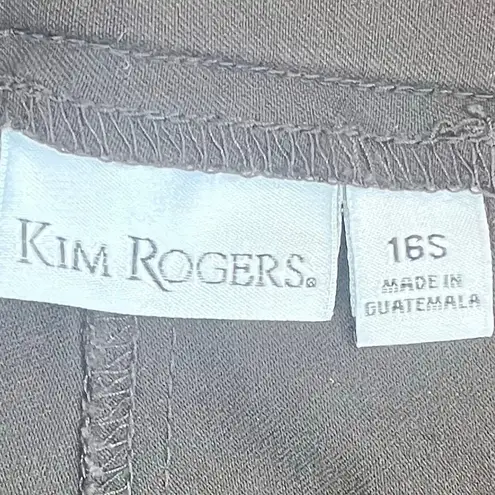 KIM ROGERS®
16S
MADE IN
GUATEMALA